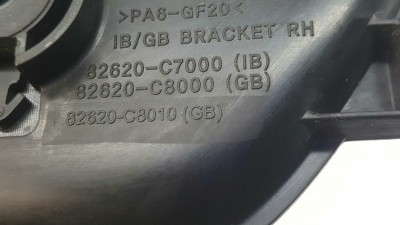 >PA6-GF20<
IB/GB BRACKET RH
82620-C7000 (IB)
82620-C8000 (GB)
82620-C8010 (GB)